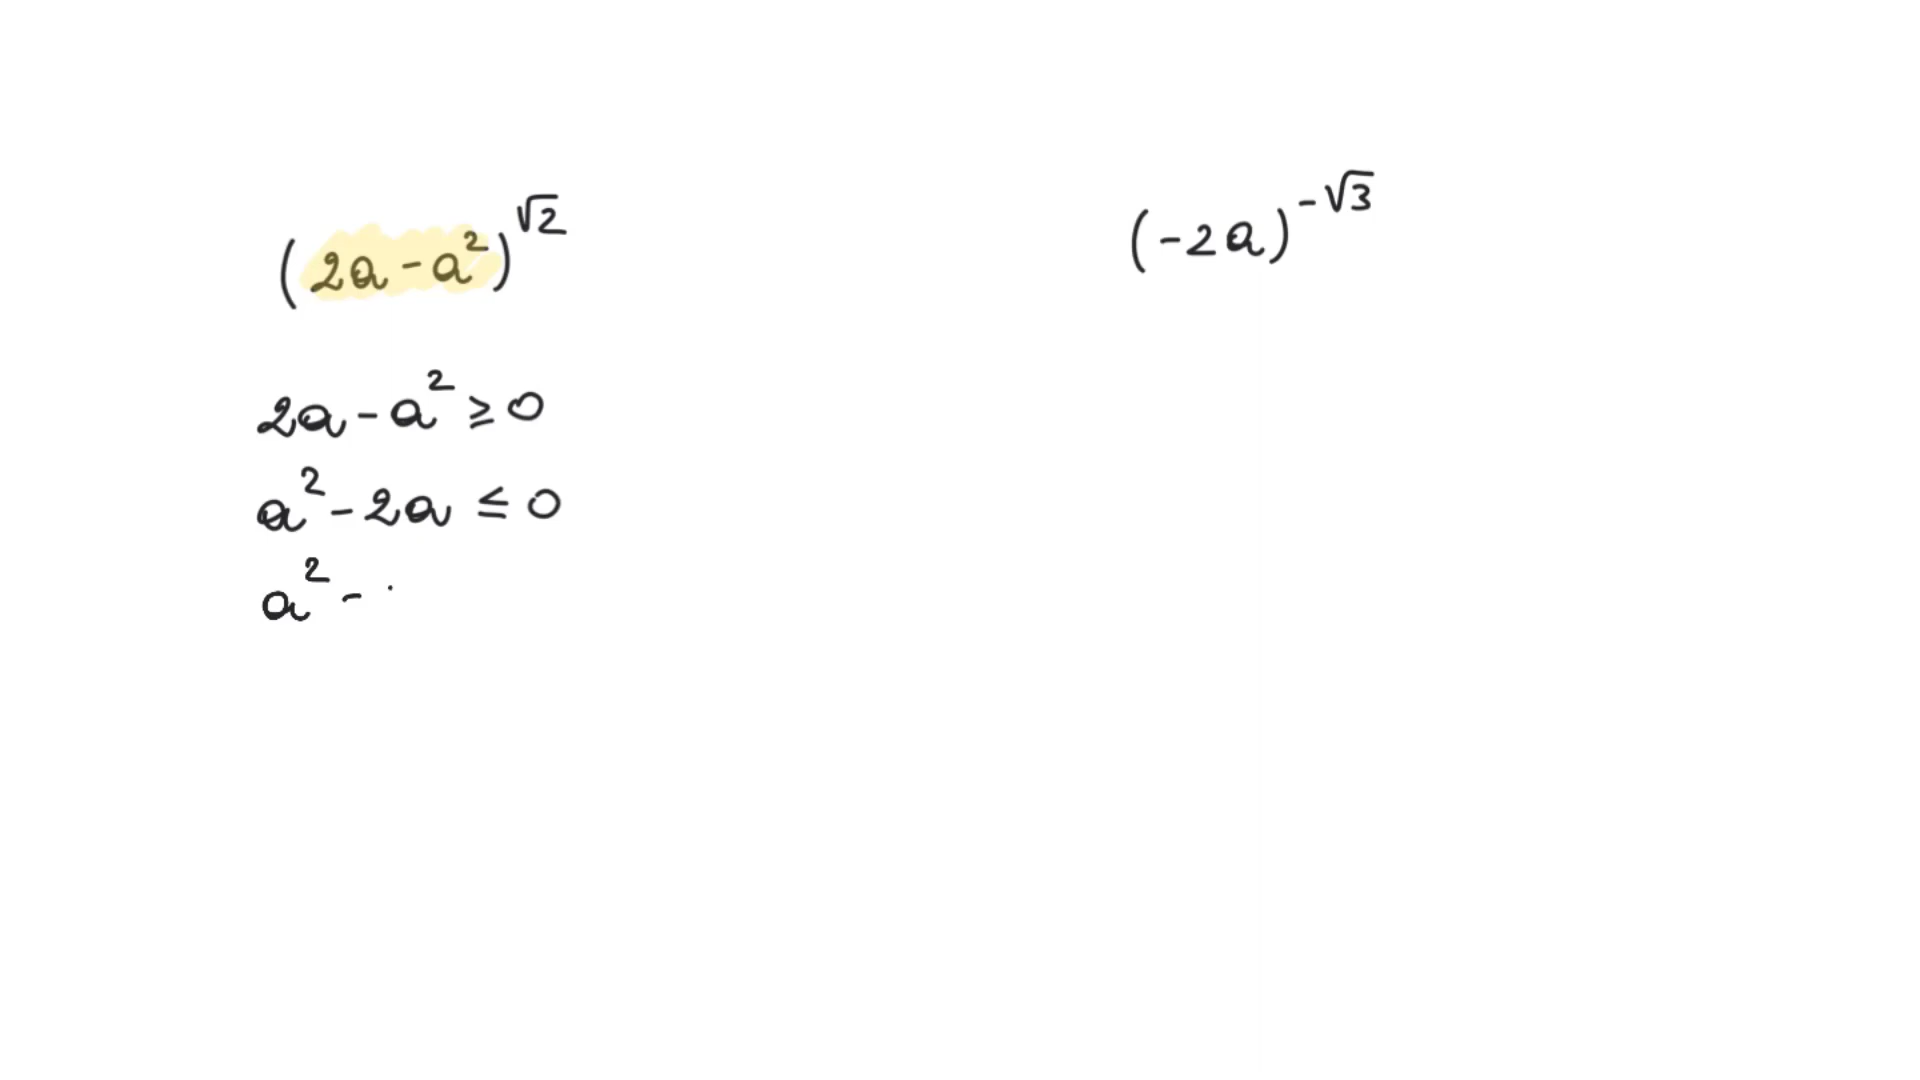 (2a - a²)^√2
(-2a)^-√3
2a - a² ≥ 0
a² - 2a ≤ 0
a² -